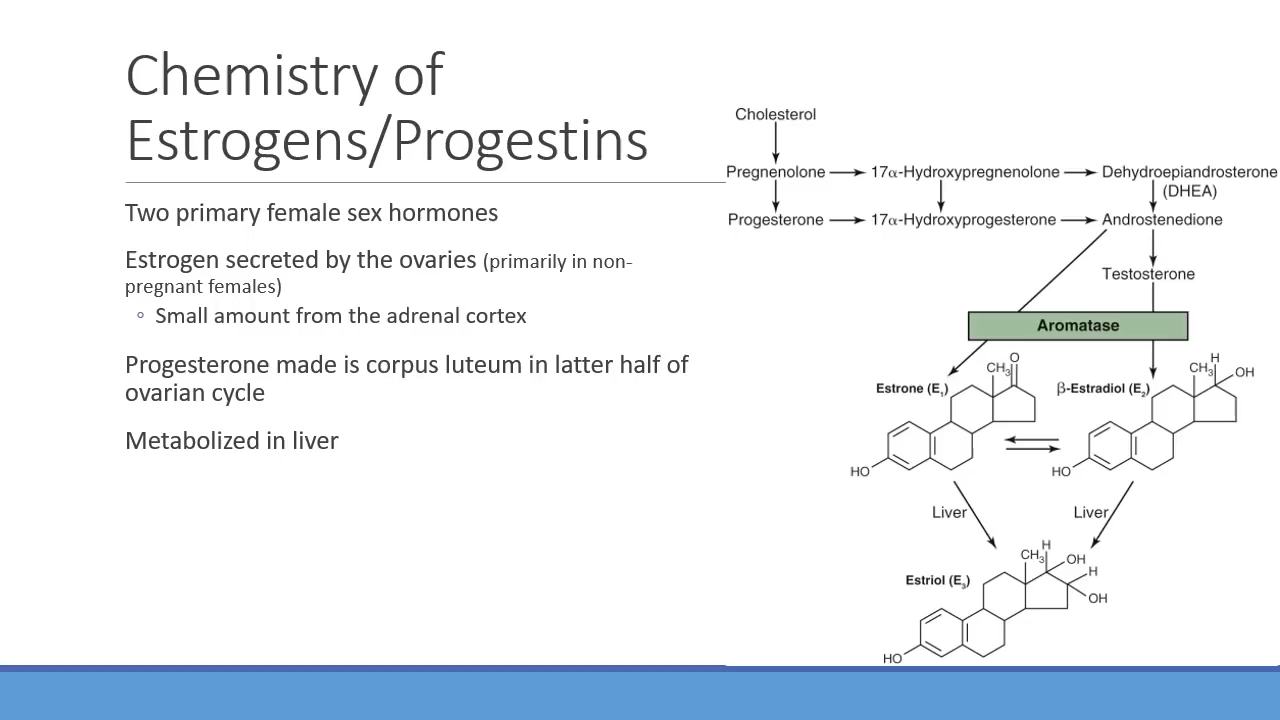 Chemistry of
Estrogens/Progestins
Two primary female sex hormones
Estrogen secreted by the ovaries (primarily in non-
pregnant females)
◦ Small amount from the adrenal cortex
Progesterone made is corpus luteum in latter half of
ovarian cycle
Metabolized in liver
Cholesterol
Pregnenolone → 17α-Hydroxypregnenolone → Dehydroepiandrosterone
(DHEA)
Progesterone → 17α-Hydroxyprogesterone → Androstenedione
Testosterone
Aromatase
Estrone (E₁)
CH₃
O
HO
β-Estradiol (E₂)
CH₃
H
OH
HO
Liver
Liver
Estriol (E₃)
CH₃
H
OH
H
OH
HO